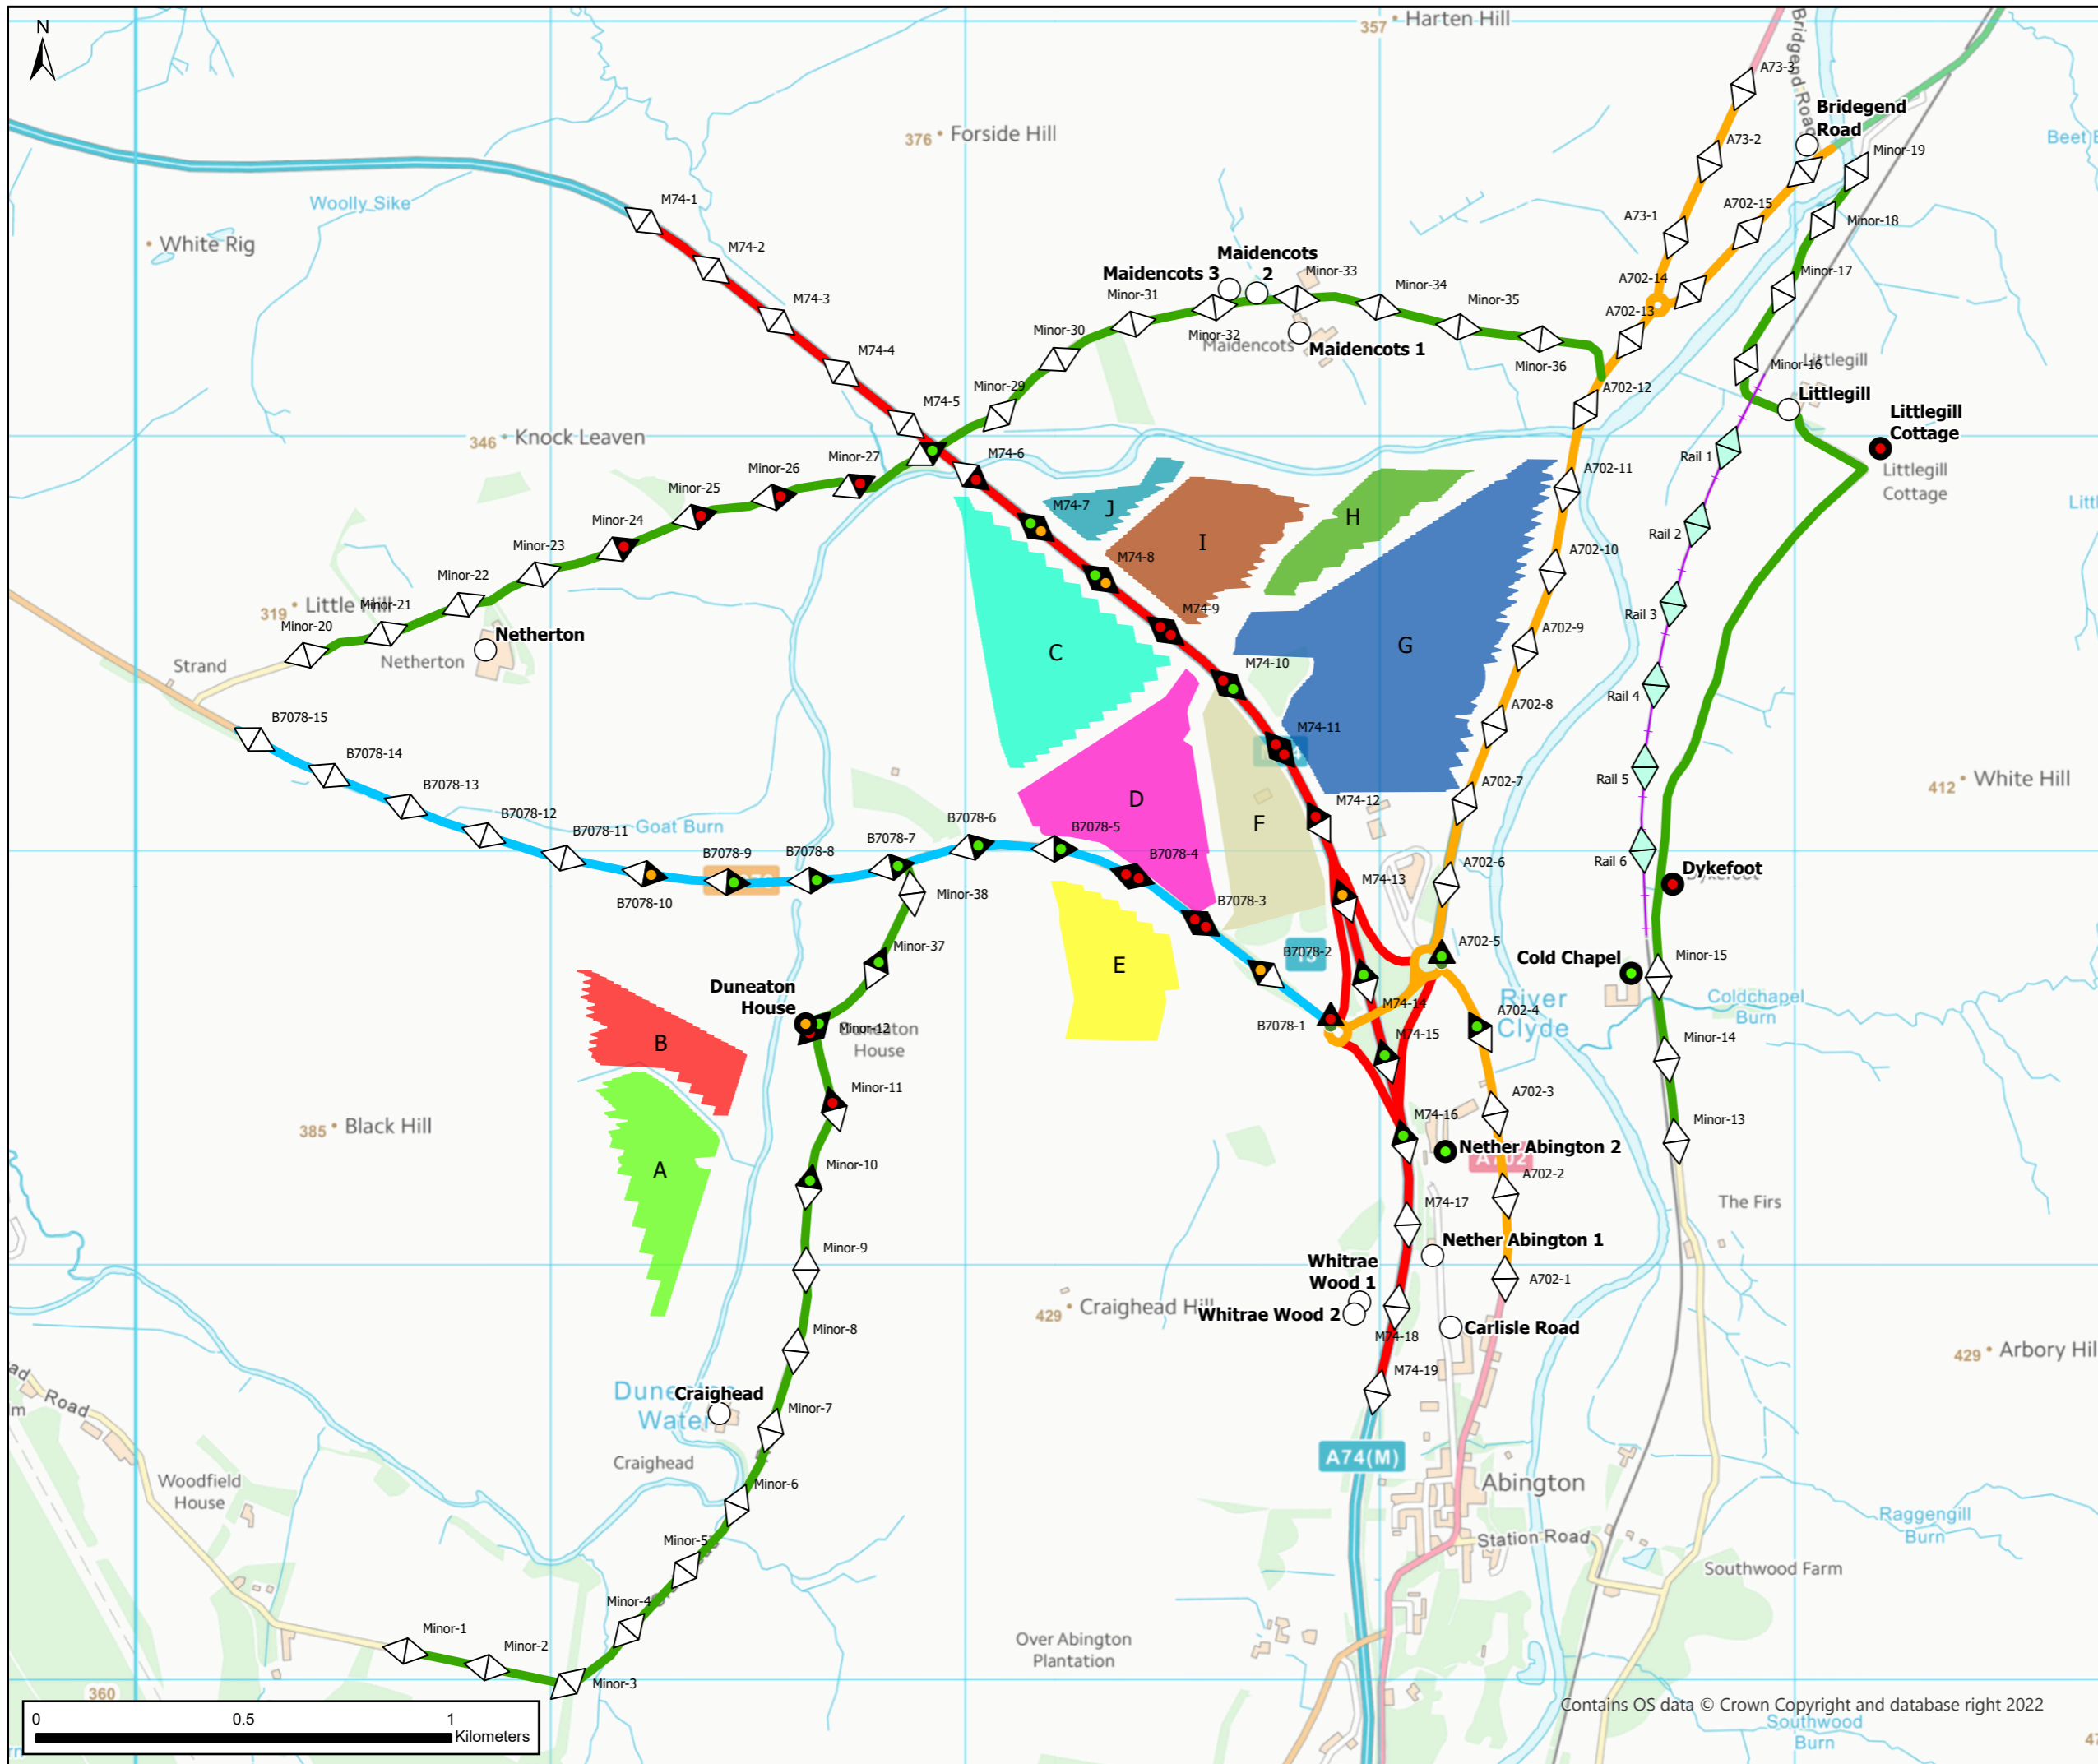 N
357 • Harten Hill
A73-3
Bridgend Road
Bridegend
Road
A73-2
Minor-19
Beet B
376 • Forside Hill
M74-1
Woolly Sike
• White Rig
M74-2
A702-15
A73-1
Minor-18
Maidencots
2
Maidencots 3
Minor-33
Minor-31
Minor-34
A702-14
Minor-17
M74-3
Minor-35
A702-13
Minor-30
Minor-32
Maidencots
Maidencots 1
M74-4
Minor-36
Minor-16
Littlegill
Minor-29
A702-12
Littlegill
M74-5
Littlegill
Cottage
346 • Knock Leaven
Minor-27
M74-6
Rail 1
Minor-26
A702-11
Littlegill
Cottage
Minor-25
M74-7
J
H
Littl
Minor-24
I
Rail 2
Minor-23
M74-8
A702-10
Minor-22
319 • Little Hill
Minor-21
M74-9
Rail 3
Minor-20
Netherton
A702-9
C
G
Strand
Netherton
M74-10
Rail 4
B7078-15
A702-8
M74-11
B7078-14
Rail 5
412 • White Hill
B7078-13
A702-7
D
M74-12
B7078-12
B7078-6
Goat Burn
B7078-5
F
B7078-11
B7078-7
B7078-9
B7078-8
B7078-4
A702-6
Rail 6
Dykefoot
M74-13
Minor-38
B7078-10
B7078-3
Minor-37
B7078-2
A702-5
Cold Chapel
Minor-15
E
Duneaton
House
River
Clyde
Coldchapel
Burn
M74-14
B7078-1
A702-4
Minor-12
Duneaton
House
B
M74-15
Minor-14
Minor-11
A702-3
385 • Black Hill
M74-16
Minor-13
Nether Abington 2
A702
A
Minor-10
A702-2
The Firs
M74-17
Nether Abington 1
Minor-9
Whitrae
Wood 1
A702-1
429 • Craighead Hill
Whitrae Wood 2
Carlisle Road
Minor-8
M74-18
429 • Arbory Hil
M74-19
Duneaton
Water
Craighead
Minor-7
ad Road
m
A74(M)
Craighead
Woodfield
House
Minor-6
Abington
Raggengill
Burn
Minor-5
Station Road
Southwood Farm
Minor-4
Minor-1
Minor-2
Over Abington
Plantation
Minor-3
360
Contains OS data © Crown Copyright and database right 2022
Southwood
Burn
0 0.5 1
Kilometers